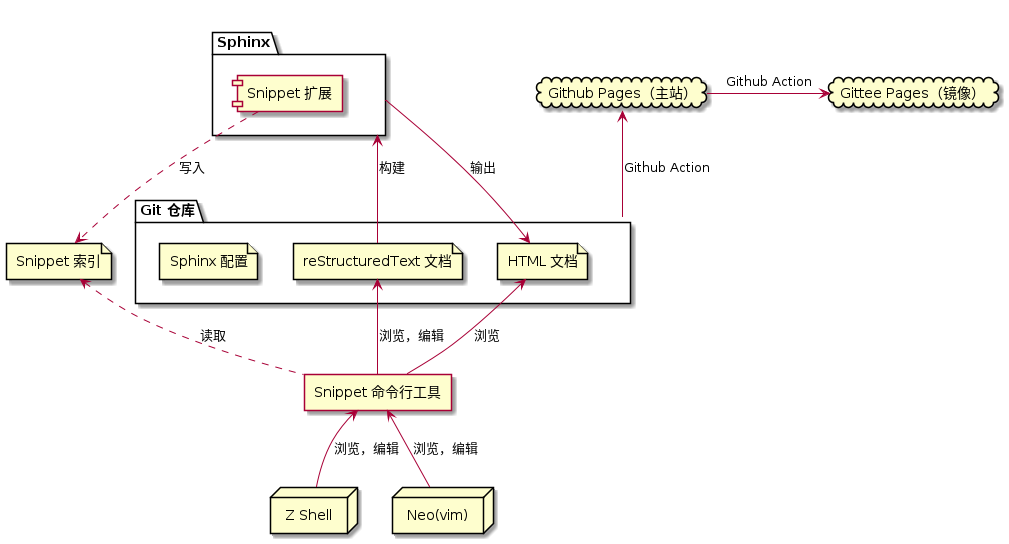 Sphinx
Snippet 扩展
Github Pages（主站）
Github Action
Gittee Pages（镜像）
写入
构建
输出
Github Action
Git 仓库
Snippet 索引
Sphinx 配置
reStructuredText 文档
HTML 文档
读取
浏览，编辑
浏览
Snippet 命令行工具
浏览，编辑
浏览，编辑
Z Shell
Neo(vim)